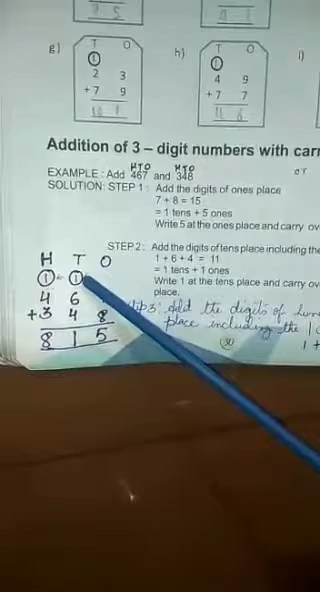 g) h) i)
T O T O
1 1
2 3 4 9
+ 7 9 + 7 7
Addition of 3 – digit numbers with carr
HTO HTO
EXAMPLE : Add 467 and 348
SOLUTION: STEP 1 : Add the digits of ones place
7 + 8 = 15
= 1 tens + 5 ones
Write 5 at the ones place and carry ov
STEP 2 : Add the digits of tens place including the
1 + 6 + 4 = 11
= 1 tens + 1 ones
Write 1 at the tens place and carry ov
place.
H T O
1 1
4 6
+ 3 4 8
8 1 5
step 3: Add the digits of hun
place including the 1 c
30
1 +